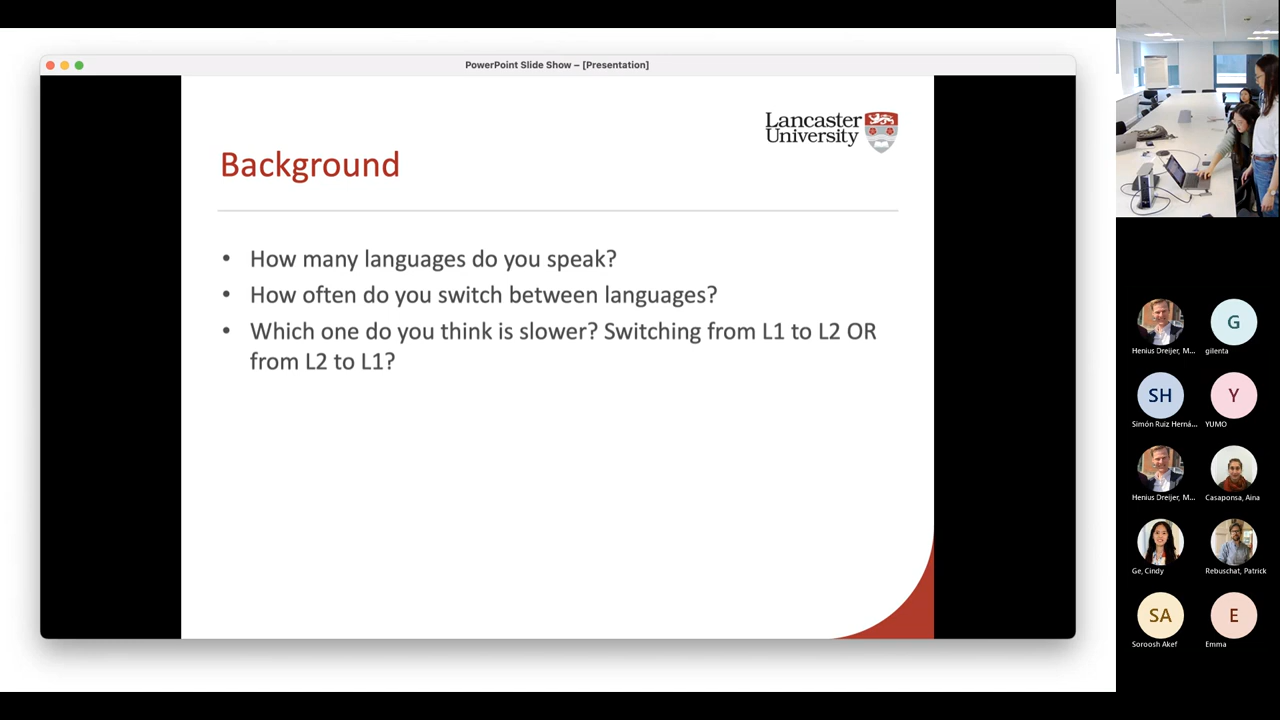 PowerPoint Slide Show – [Presentation]
Lancaster
University
Background
• How many languages do you speak?
• How often do you switch between languages?
• Which one do you think is slower? Switching from L1 to L2 OR
from L2 to L1?
Henius Dreijer, M...
G
gilenta
SH
Simón Ruiz Herná...
Y
YUMO
Henius Dreijer, M...
Casaponsa, Aina
Ge, Cindy
Rebuschat, Patrick
SA
Soroosh Akef
E
Emma